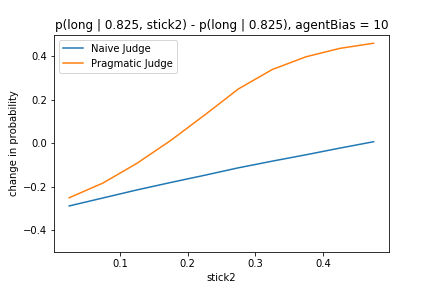 p(long | 0.825, stick2) - p(long | 0.825), agentBias = 10
Naive Judge
Pragmatic Judge
change in probability
0.4
0.2
0.0
−0.2
−0.4
0.1
0.2
0.3
0.4
stick2